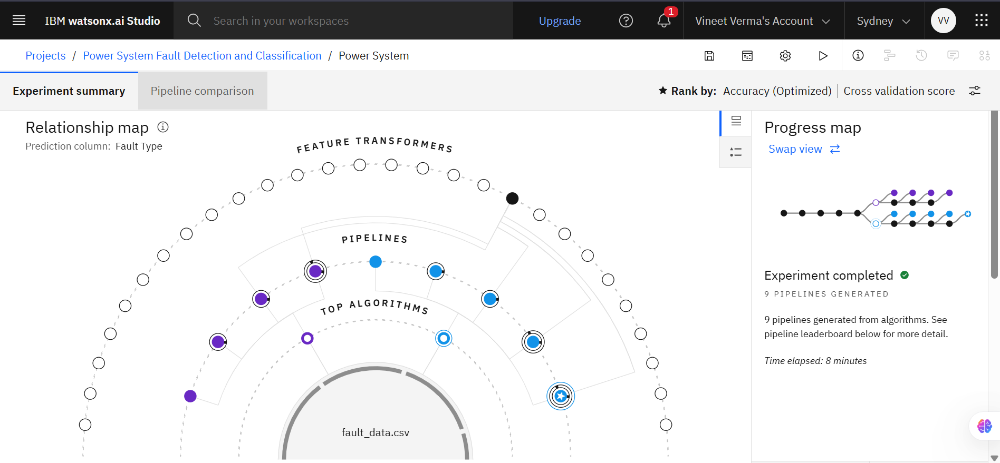 IBM watsonx.ai Studio
Search in your workspaces
Upgrade
1
Vineet Verma's Account
Sydney
VV
Projects / Power System Fault Detection and Classification / Power System
Experiment summary
Pipeline comparison
Rank by: Accuracy (Optimized) | Cross validation score
Relationship map
Prediction column: Fault Type
FEATURE TRANSFORMERS
PIPELINES
TOP ALGORITHMS
fault_data.csv
Progress map
Swap view
Experiment completed
9 PIPELINES GENERATED
9 pipelines generated from algorithms. See
pipeline leaderboard below for more detail.
Time elapsed: 8 minutes